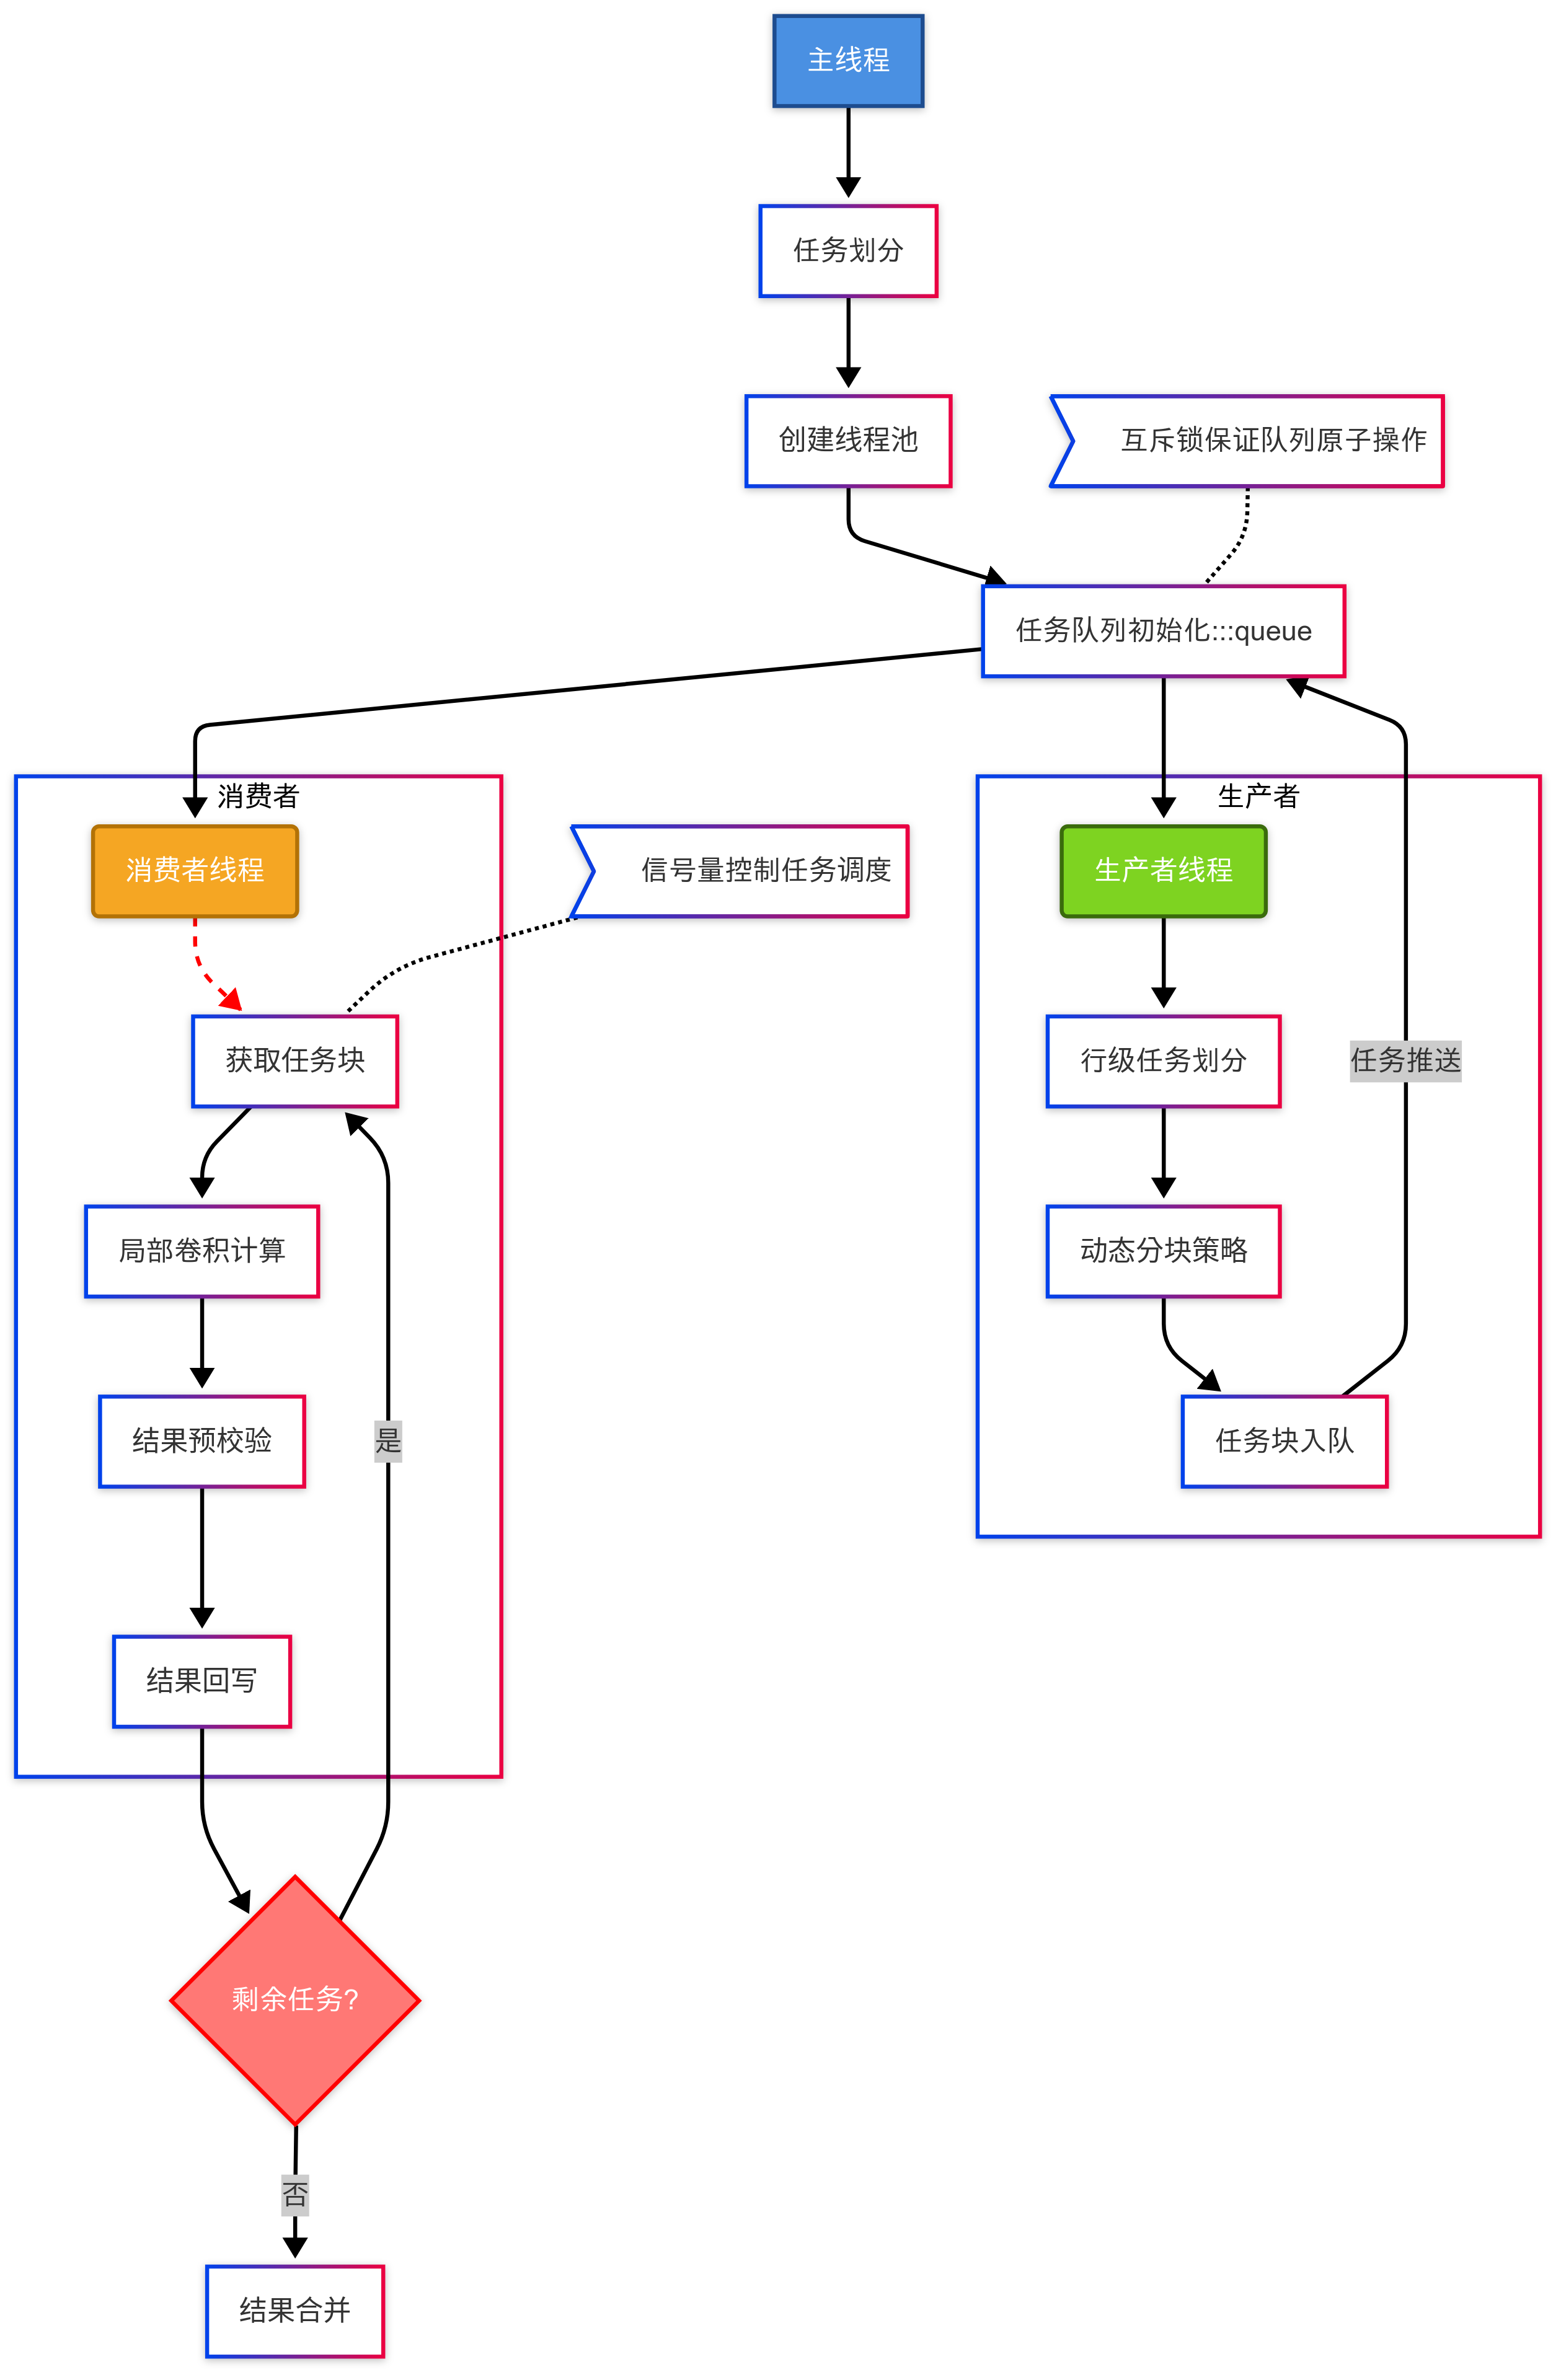 主线程
任务划分
创建线程池
互斥锁保证队列原子操作
任务队列初始化:::queue
消费者
生产者
消费者线程
信号量控制任务调度
生产者线程
获取任务块
行级任务划分
任务推送
局部卷积计算
动态分块策略
结果预校验
是
任务块入队
结果回写
剩余任务?
否
结果合并